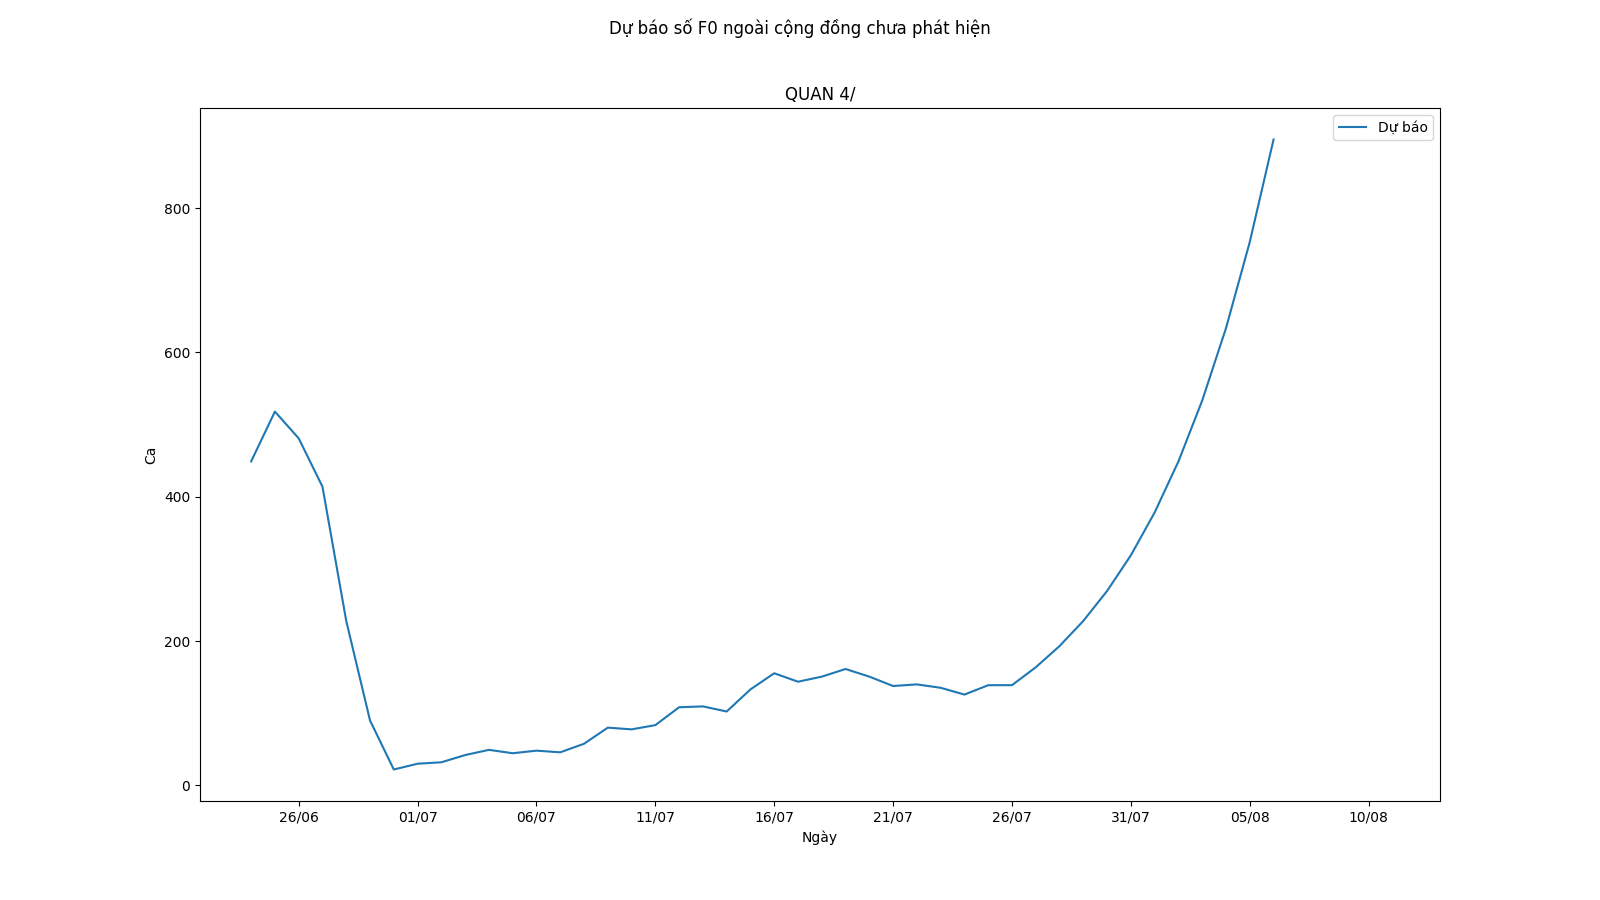 Dự báo số F0 ngoài cộng đồng chưa phát hiện
QUAN 4/
Dự báo
800
600
400
200
0
Ca
26/06 01/07 06/07 11/07 16/07 21/07 26/07 31/07 05/08 10/08
Ngày